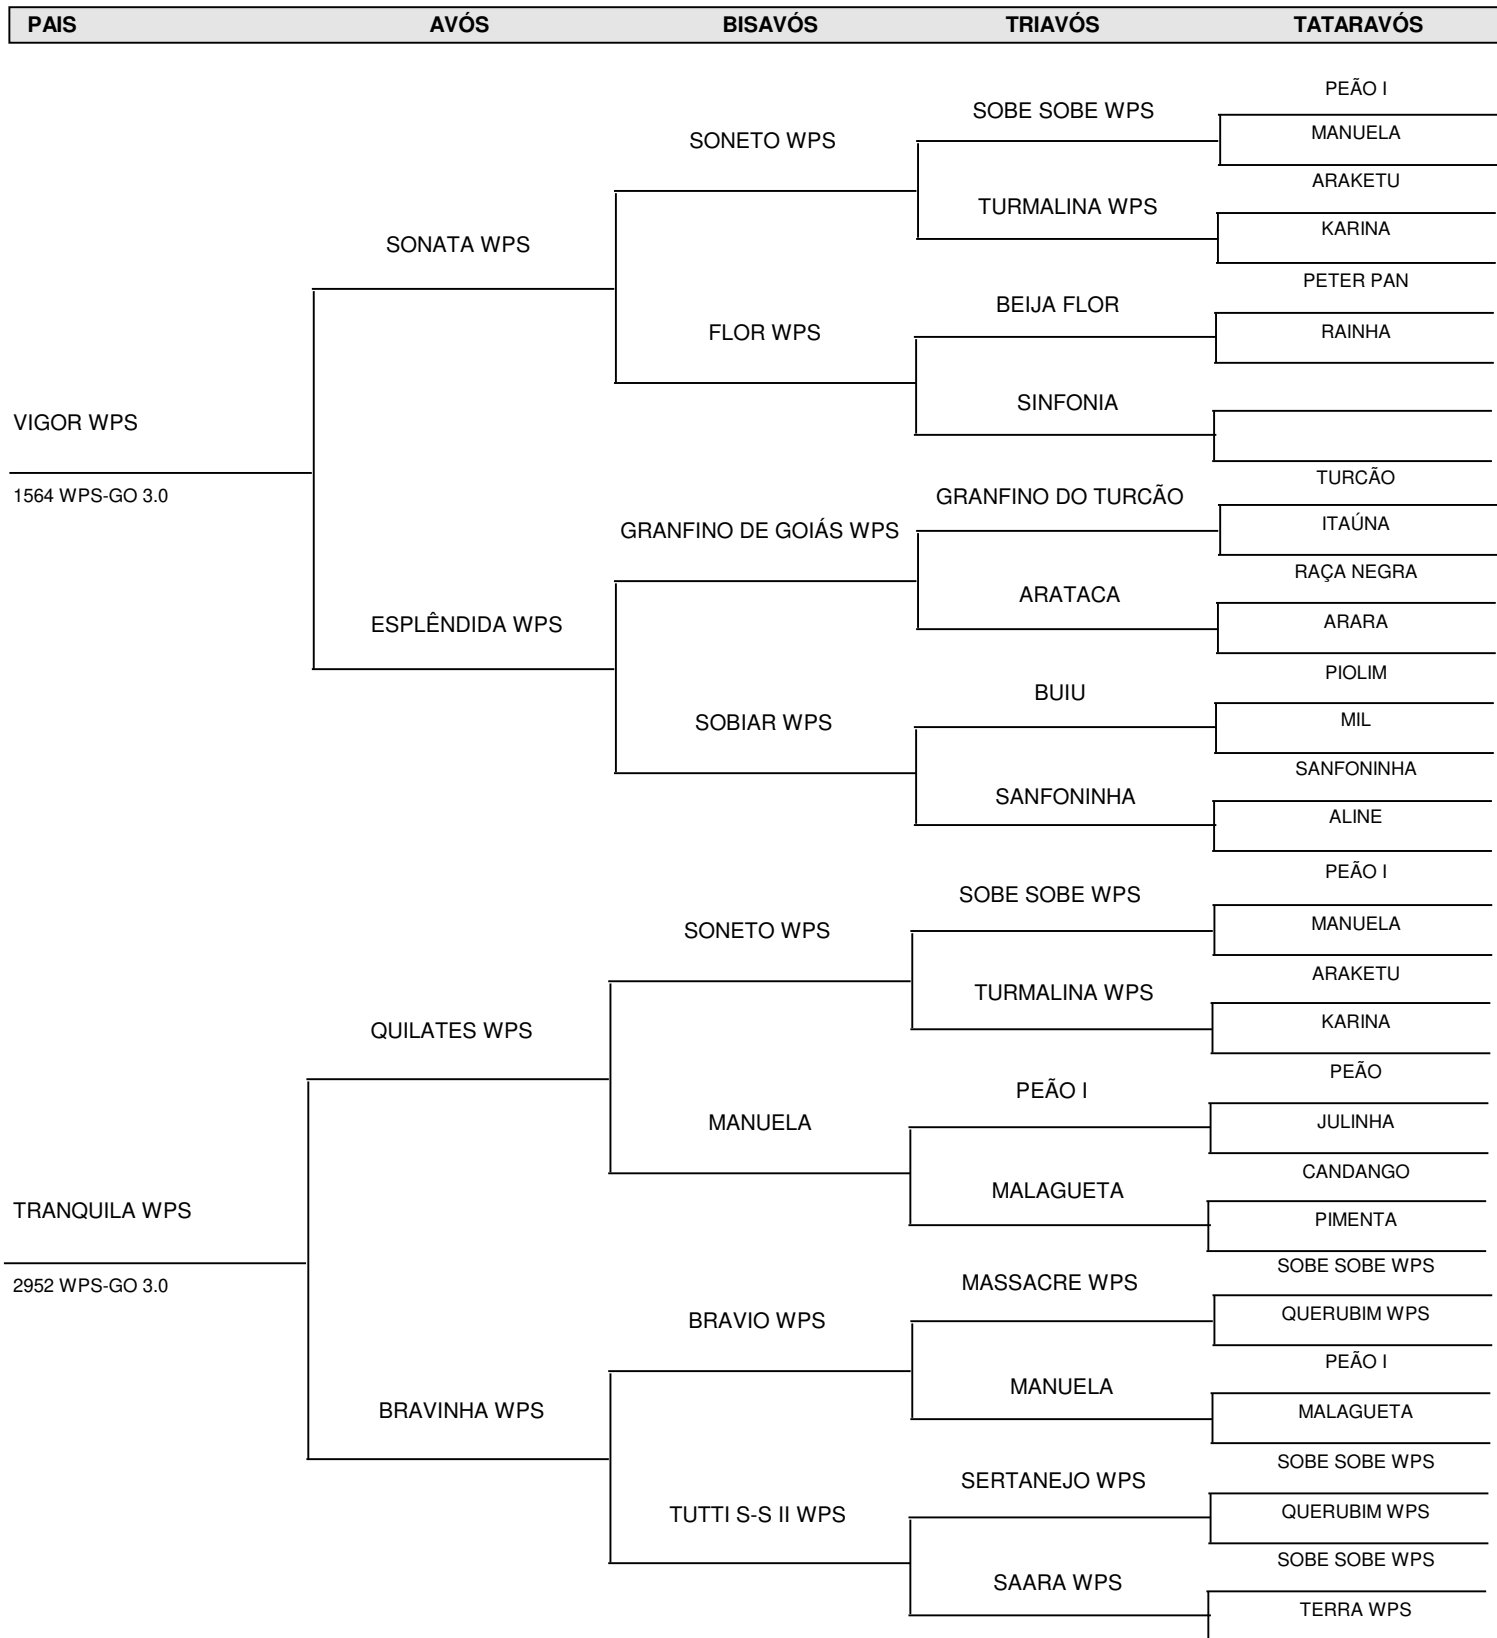 PAIS AVÓS BISAVÓS TRIAVÓS TATARAVÓS
PEÃO I
SOBE SOBE WPS
MANUELA
SONETO WPS
ARAKETU
TURMALINA WPS
KARINA
SONATA WPS
PETER PAN
BEIJA FLOR
RAINHA
FLOR WPS
SINFONIA
VIGOR WPS
TURCÃO
1564 WPS-GO 3.0
GRANFINO DO TURCÃO
ITAÚNA
GRANFINO DE GOIÁS WPS
RAÇA NEGRA
ARATACA
ARARA
ESPLÊNDIDA WPS
PIOLIM
BUIU
MIL
SOBIAR WPS
SANFONINHA
SANFONINHA
ALINE
PEÃO I
SOBE SOBE WPS
MANUELA
SONETO WPS
ARAKETU
TURMALINA WPS
KARINA
QUILATES WPS
PEÃO
PEÃO I
JULINHA
MANUELA
CANDANGO
MALAGUETA
TRANQUILA WPS
PIMENTA
SOBE SOBE WPS
2952 WPS-GO 3.0
MASSACRE WPS
QUERUBIM WPS
BRAVIO WPS
PEÃO I
MANUELA
BRAVINHA WPS
MALAGUETA
SOBE SOBE WPS
SERTANEJO WPS
QUERUBIM WPS
TUTTI S-S II WPS
SOBE SOBE WPS
SAARA WPS
TERRA WPS